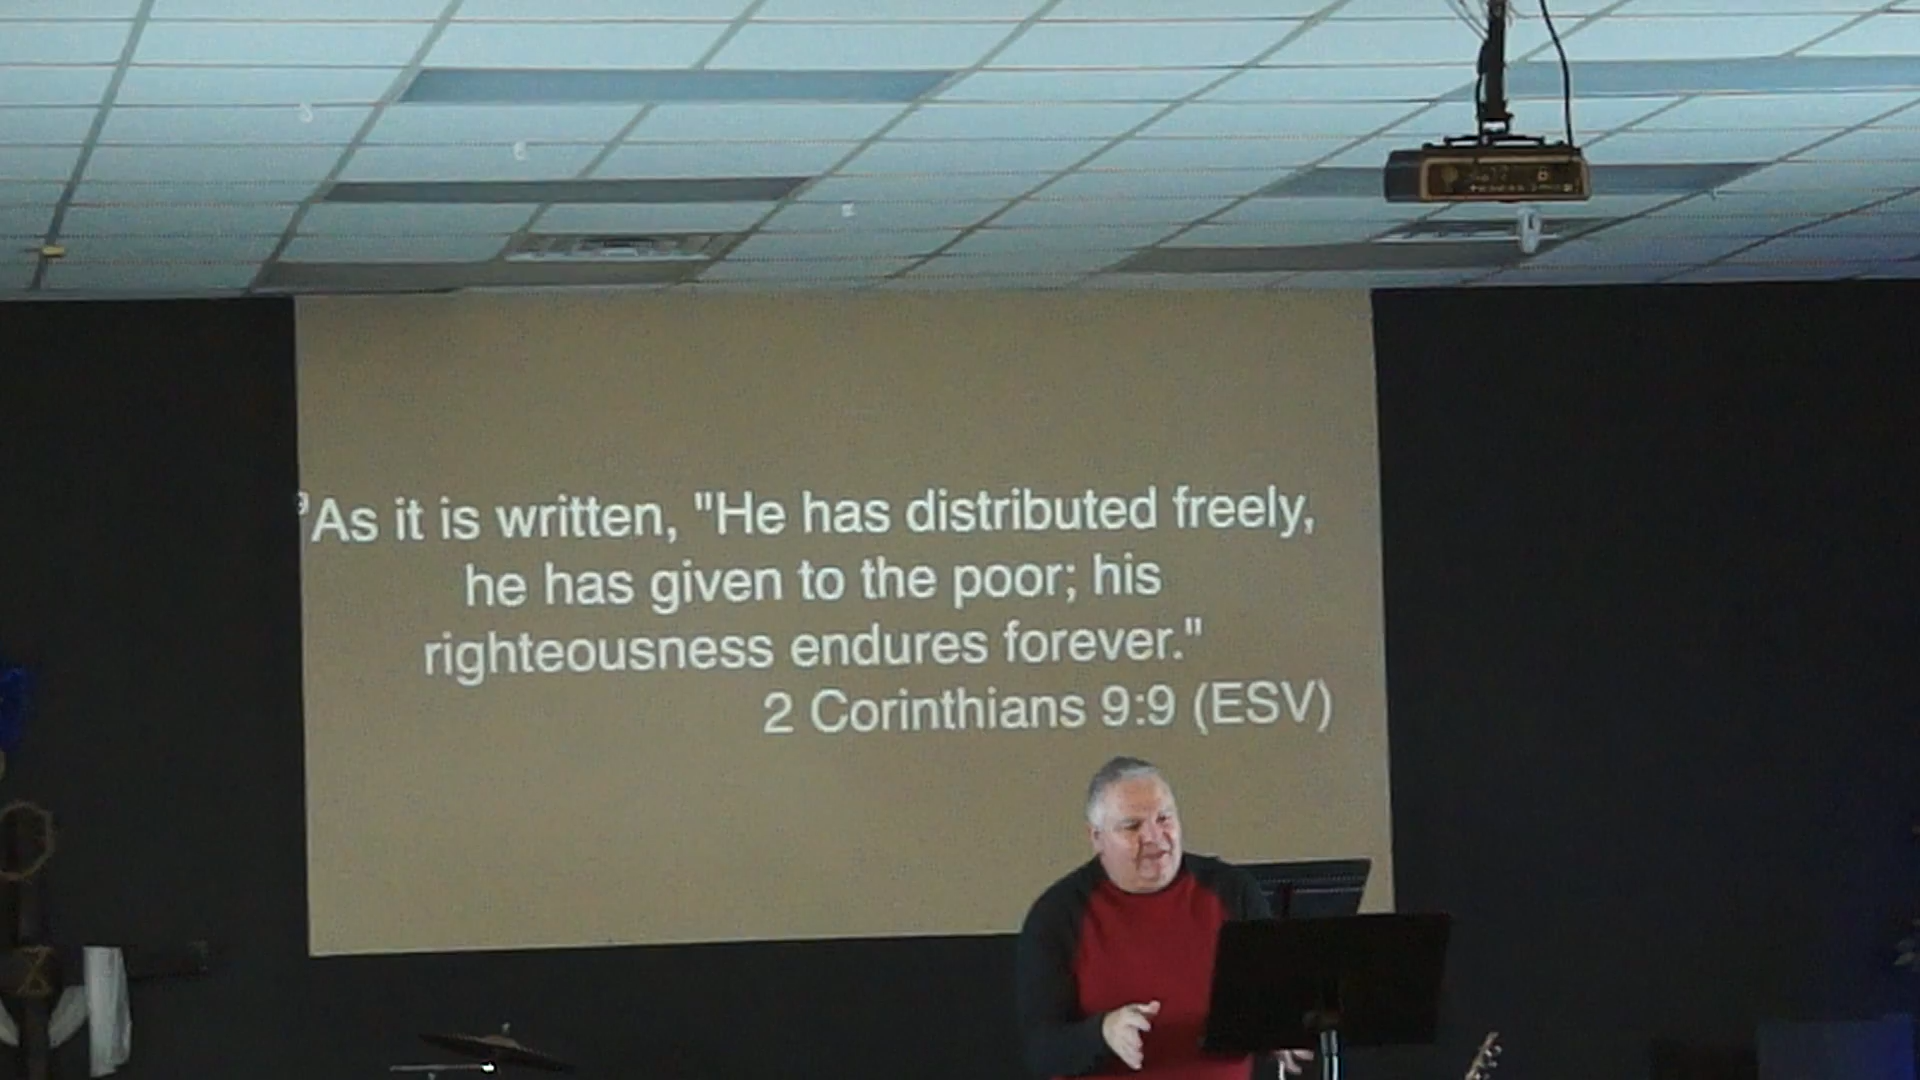 ⁹As it is written, "He has distributed freely,
he has given to the poor; his
righteousness endures forever."
2 Corinthians 9:9 (ESV)